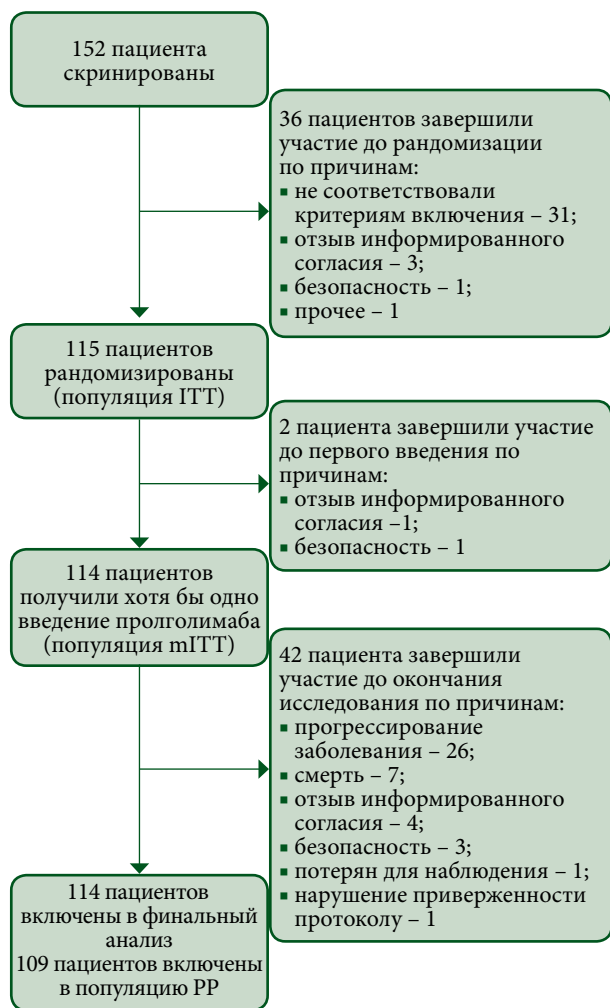 152 пациента
скринированы
36 пациентов завершили
участие до рандомизации
по причинам:
▪ не соответствовали
критериям включения – 31;
▪ отзыв информированного
согласия – 3;
▪ безопасность – 1;
▪ прочее – 1
115 пациентов
рандомизированы
(популяция ITT)
2 пациента завершили участие
до первого введения по
причинам:
▪ отзыв информированного
согласия –1;
▪ безопасность – 1
114 пациентов
получили хотя бы одно
введение пролголимаба
(популяция mITT)
42 пациента завершили
участие до окончания
исследования по причинам:
▪ прогрессирование
заболевания – 26;
▪ смерть – 7;
▪ отзыв информированного
согласия – 4;
▪ безопасность – 3;
▪ потерян для наблюдения – 1;
▪ нарушение приверженности
протоколу – 1
114 пациентов
включены в финальный
анализ
109 пациентов включены
в популяцию PP